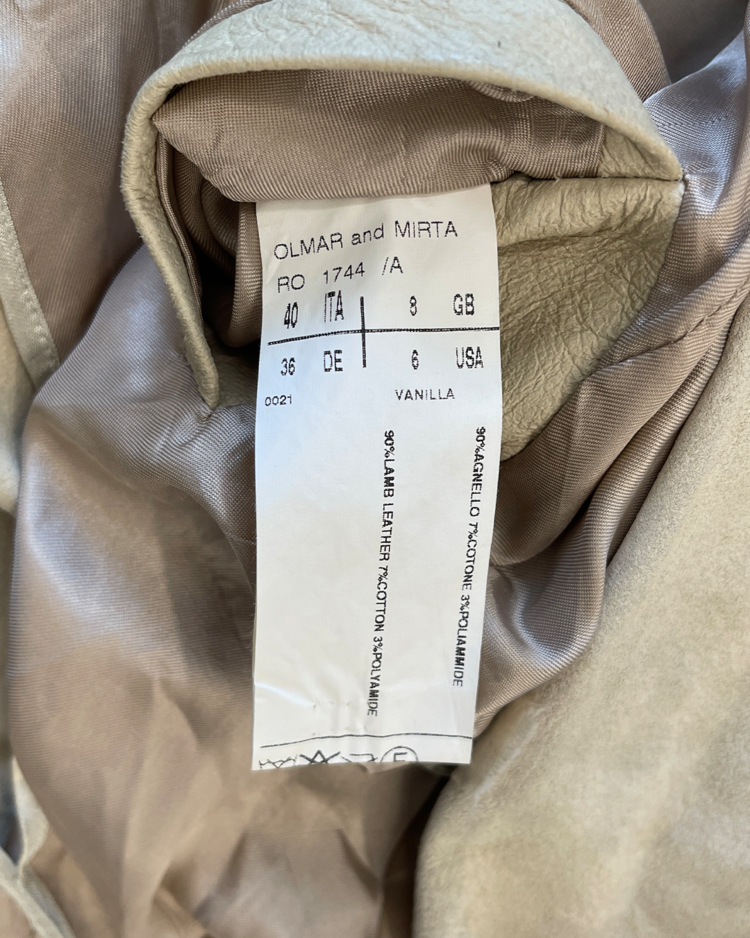 OLMAR and MIRTA
RO 1744 /A
40 ITA 8 GB
36 DE 6 USA
0021 VANILLA
90%AGNELLO 7%COTONE 3%POLIAMMIDE
90%LAMB LEATHER 7%COTTON 3%POLYAMIDE